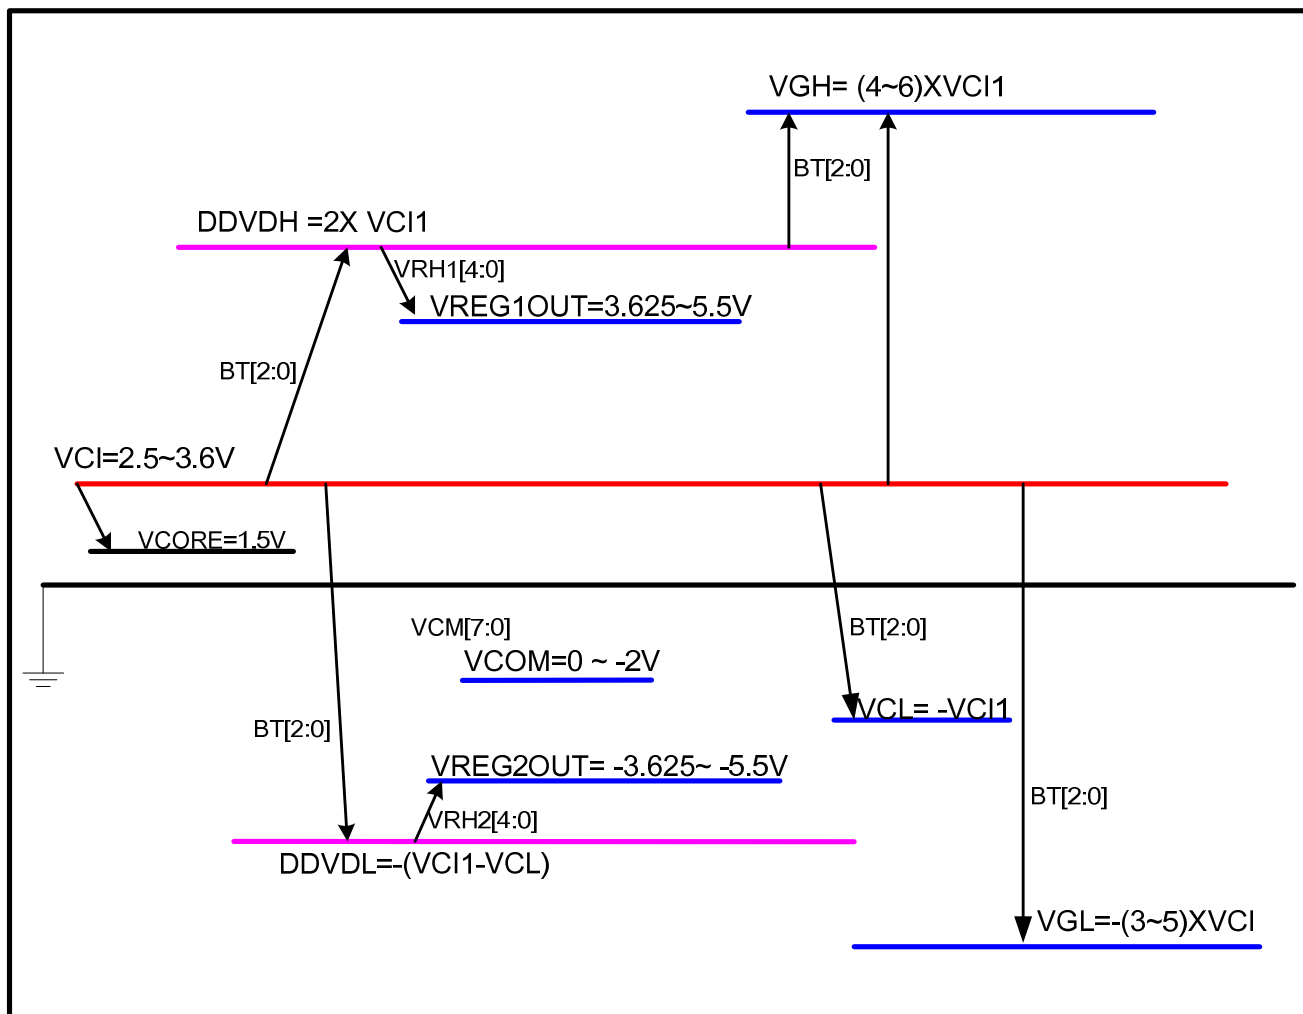 VGH= (4~6)XVCI1
BT[2:0]
DDVDH =2X VCI1
VRH1[4:0]
VREG1OUT=3.625~5.5V
BT[2:0]
VCI=2.5~3.6V
VCORE=1.5V
VCM[7:0]
BT[2:0]
VCOM=0 ~ -2V
VCL= -VCI1
BT[2:0]
VREG2OUT= -3.625~ -5.5V
BT[2:0]
VRH2[4:0]
DDVDL=-(VCI1-VCL)
VGL=-(3~5)XVCI